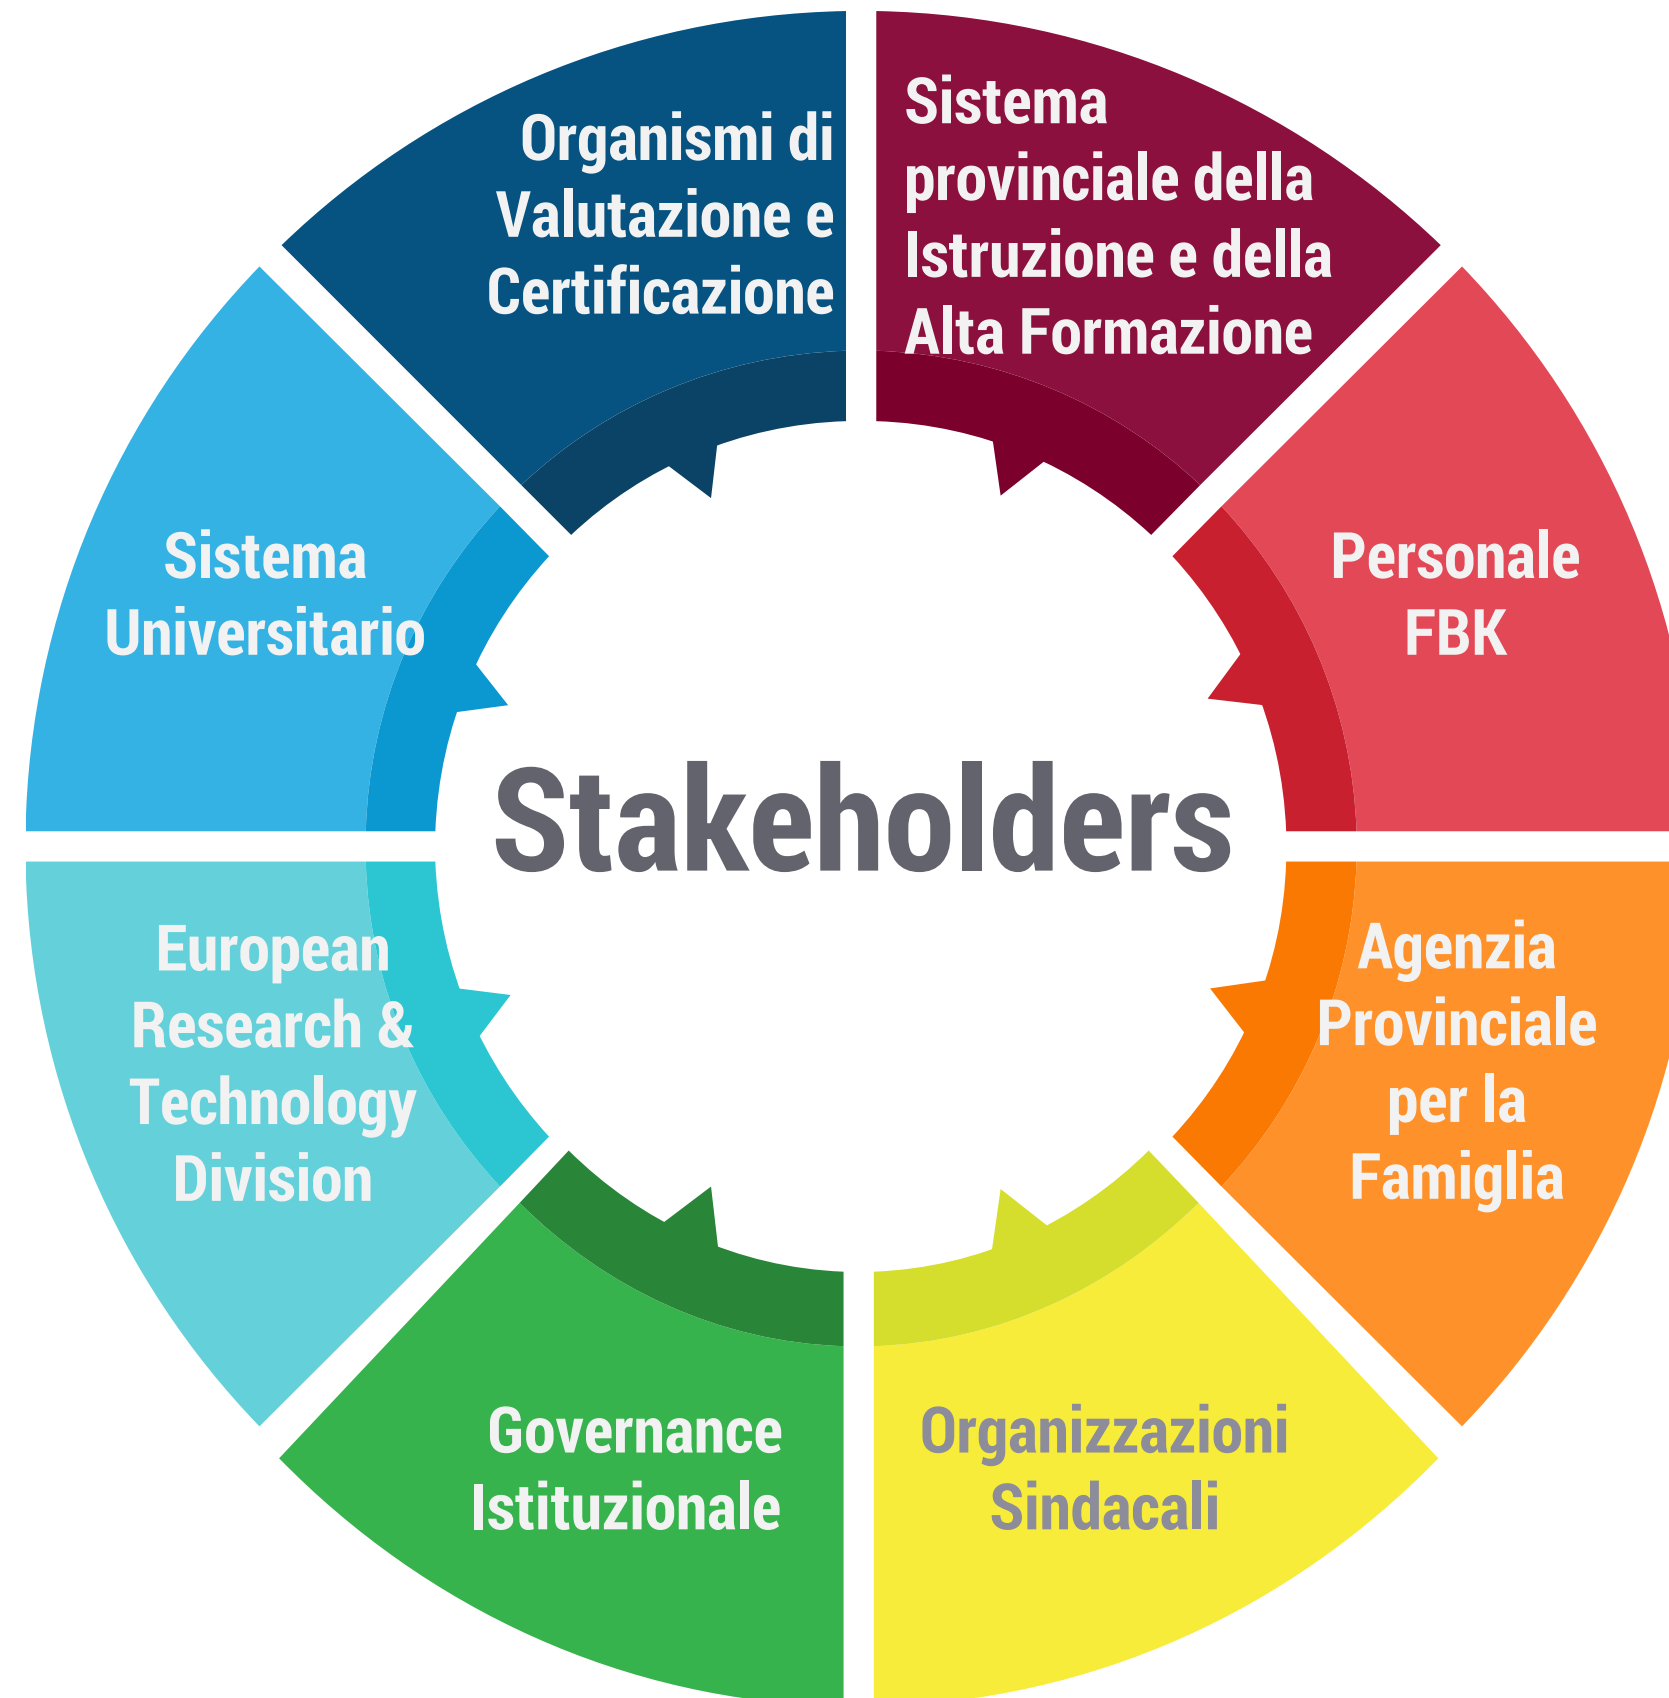 Organismi di
Valutazione e
Certificazione
Sistema
provinciale della
Istruzione e della
Alta Formazione
Sistema
Universitario
Personale
FBK
Stakeholders
European
Research &
Technology
Division
Agenzia
Provinciale
per la
Famiglia
Governance
Istituzionale
Organizzazioni
Sindacali